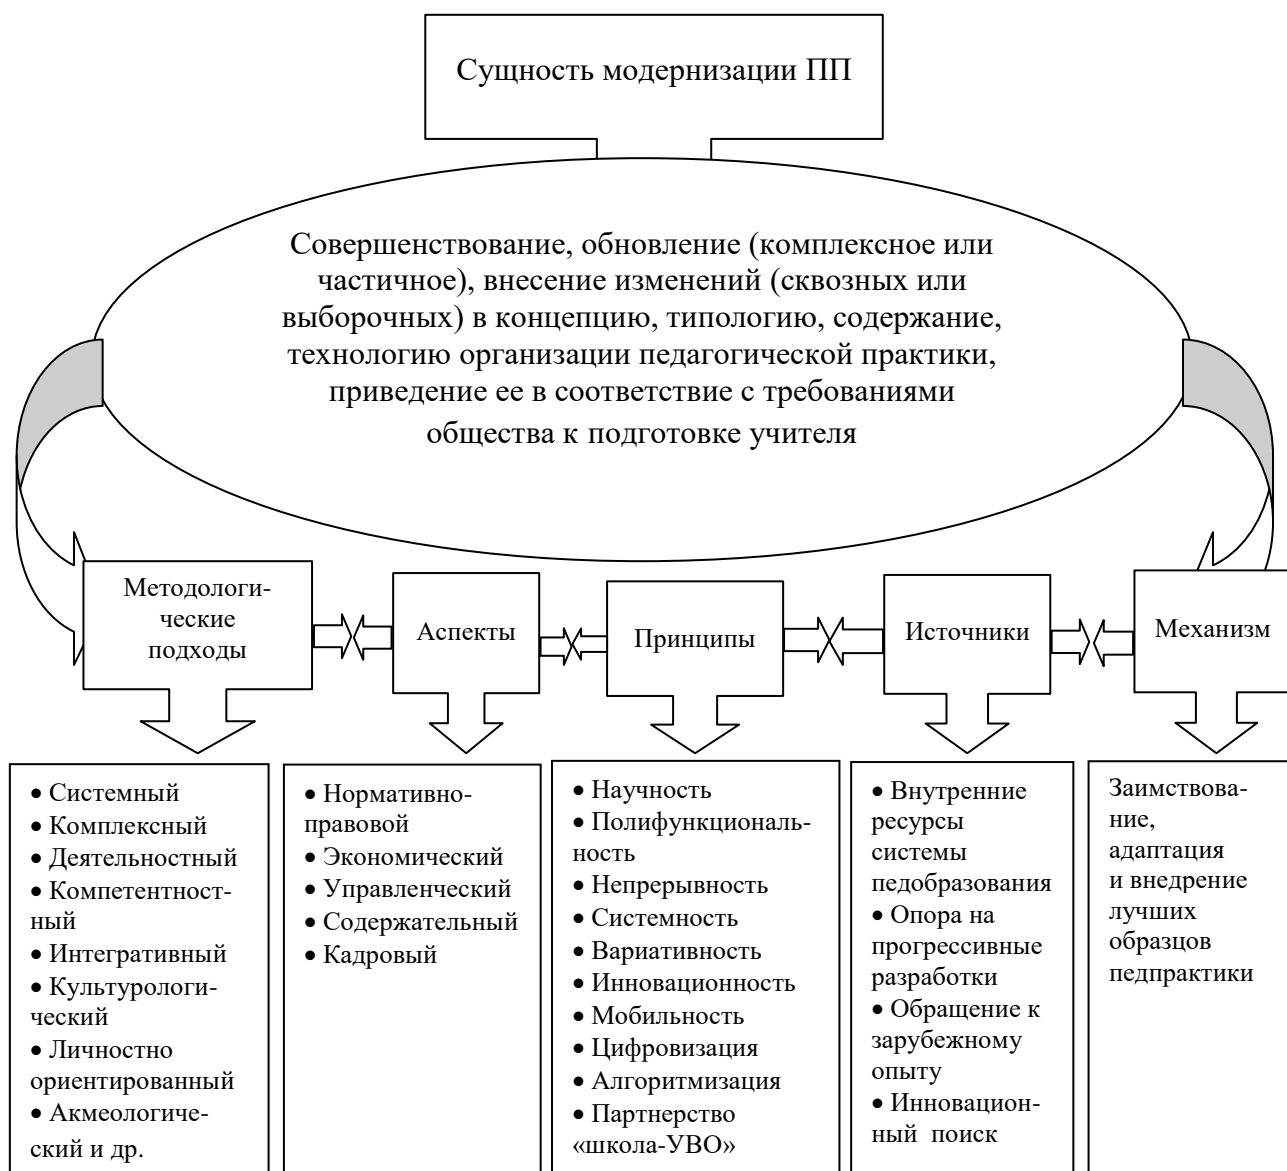 Сущность модернизации ПП
Совершенствование, обновление (комплексное или
частичное), внесение изменений (сквозных или
выборочных) в концепцию, типологию, содержание,
технологию организации педагогической практики,
приведение ее в соответствие с требованиями
общества к подготовке учителя
Методологи-
ческие
подходы
Аспекты
Принципы
Источники
Механизм
• Системный
• Комплексный
• Деятельностный
• Компетентност-
ный
• Интегративный
• Культурологи-
ческий
• Личностно
ориентированный
• Акмеологиче-
ский и др.
• Нормативно-
правовой
• Экономический
• Управленческий
• Содержательный
• Кадровый
• Научность
• Полифункциональ-
ность
• Непрерывность
• Системность
• Вариативность
• Инновационность
• Мобильность
• Цифровизация
• Алгоритмизация
• Партнерство
«школа-УВО»
• Внутренние
ресурсы
системы
педобразования
• Опора на
прогрессивные
разработки
• Обращение к
зарубежному
опыту
• Инновацион-
ный поиск
Заимствова-
ние,
адаптация
и внедрение
лучших
образцов
педпрактики